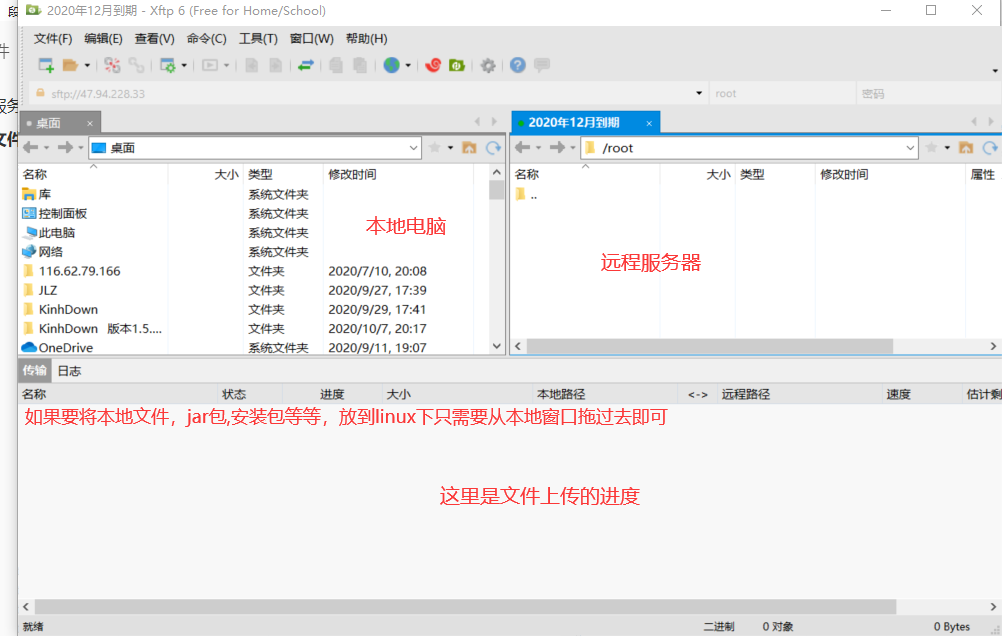 段
2020年12月到期 - Xftp 6 (Free for Home/School)
件
文件(F) 编辑(E) 查看(V) 命令(C) 工具(T) 窗口(W) 帮助(H)
sftp://47.94.228.33 root 密码
服务
桌面 × 2020年12月到期 ×
文件
桌面 /root
名称 大小 类型 修改时间 名称 大小 类型 修改时间 属性
库 系统文件夹 ..
控制面板 系统文件夹
本地电脑
此电脑 系统文件夹
网络 系统文件夹
远程服务器
116.62.79.166 文件夹 2020/7/10, 20:08
JLZ 文件夹 2020/9/27, 17:39
KinhDown 文件夹 2020/9/29, 17:41
KinhDown 版本1.5.... 文件夹 2020/10/7, 20:17
OneDrive 系统文件夹 2020/9/11, 19:07
传输 日志
名称 状态 进度 大小 本地路径 <-> 远程路径 速度 估计剩
如果要将本地文件，jar包,安装包等等，放到linux下只需要从本地窗口拖过去即可
这里是文件上传的进度
就绪 二进制 0 对象 0 Bytes